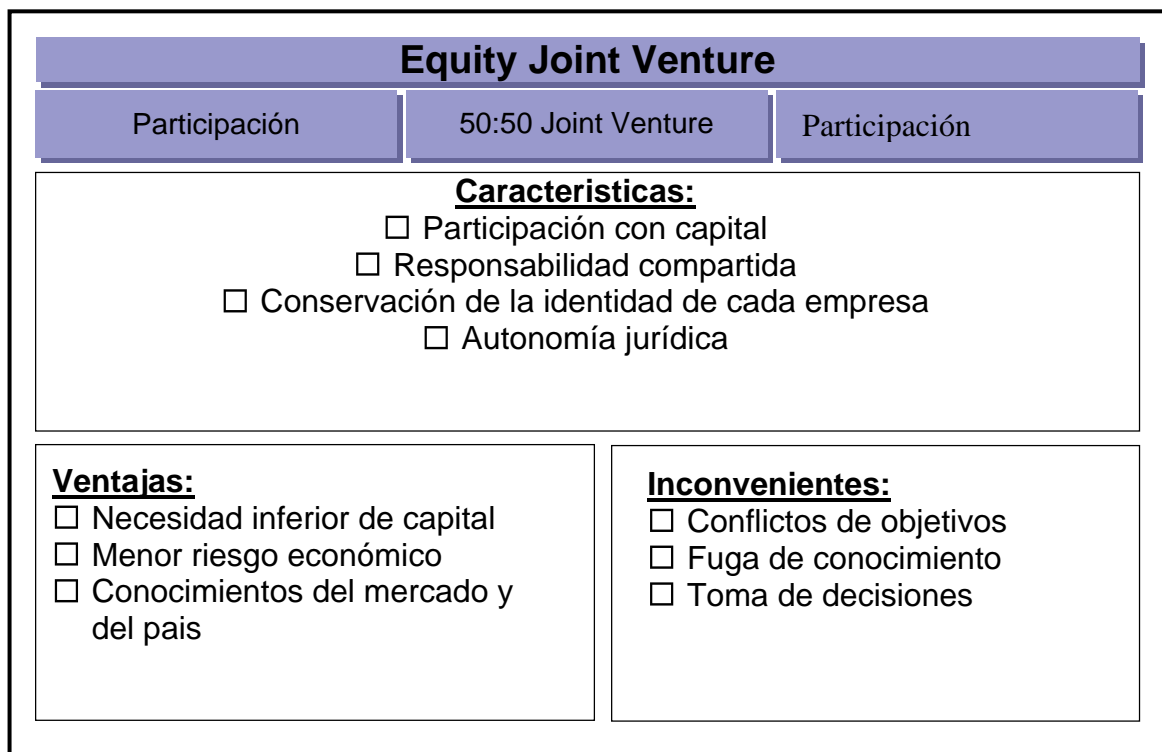 Equity Joint Venture
Participación
50:50 Joint Venture
Participación
Caracteristicas:
☐ Participación con capital
☐ Responsabilidad compartida
☐ Conservación de la identidad de cada empresa
☐ Autonomía jurídica
Ventajas:
☐ Necesidad inferior de capital
☐ Menor riesgo económico
☐ Conocimientos del mercado y
del pais
Inconvenientes:
☐ Conflictos de objetivos
☐ Fuga de conocimiento
☐ Toma de decisiones